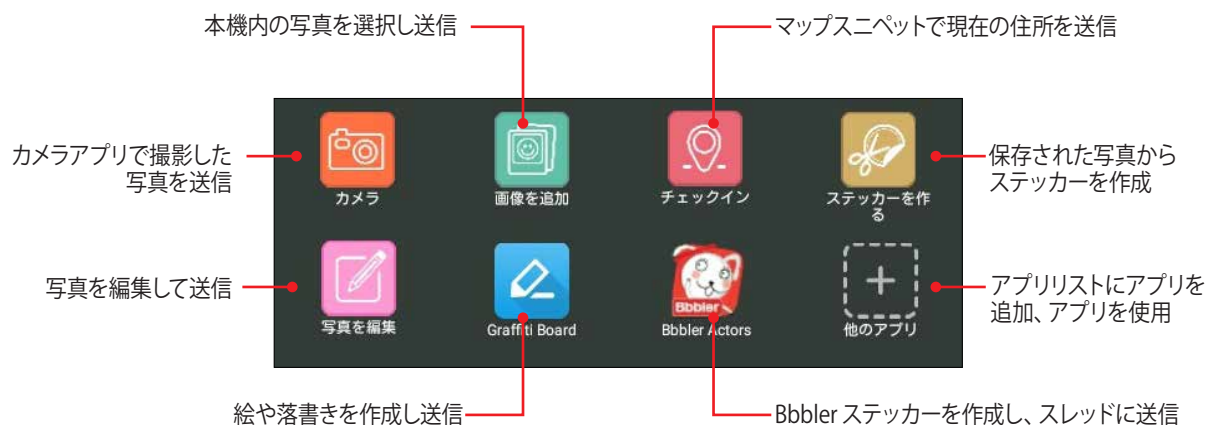 本機内の写真を選択し送信
マップスニペットで現在の住所を送信
カメラアプリで撮影した
写真を送信
カメラ
画像を追加
チェックイン
ステッカーを作
る
保存された写真から
ステッカーを作成
写真を編集して送信
写真を編集
Graffiti Board
Bbbler
Bbbler Actors
他のアプリ
アプリリストにアプリを
追加、アプリを使用
絵や落書きを作成し送信
Bbbler ステッカーを作成し、スレッドに送信